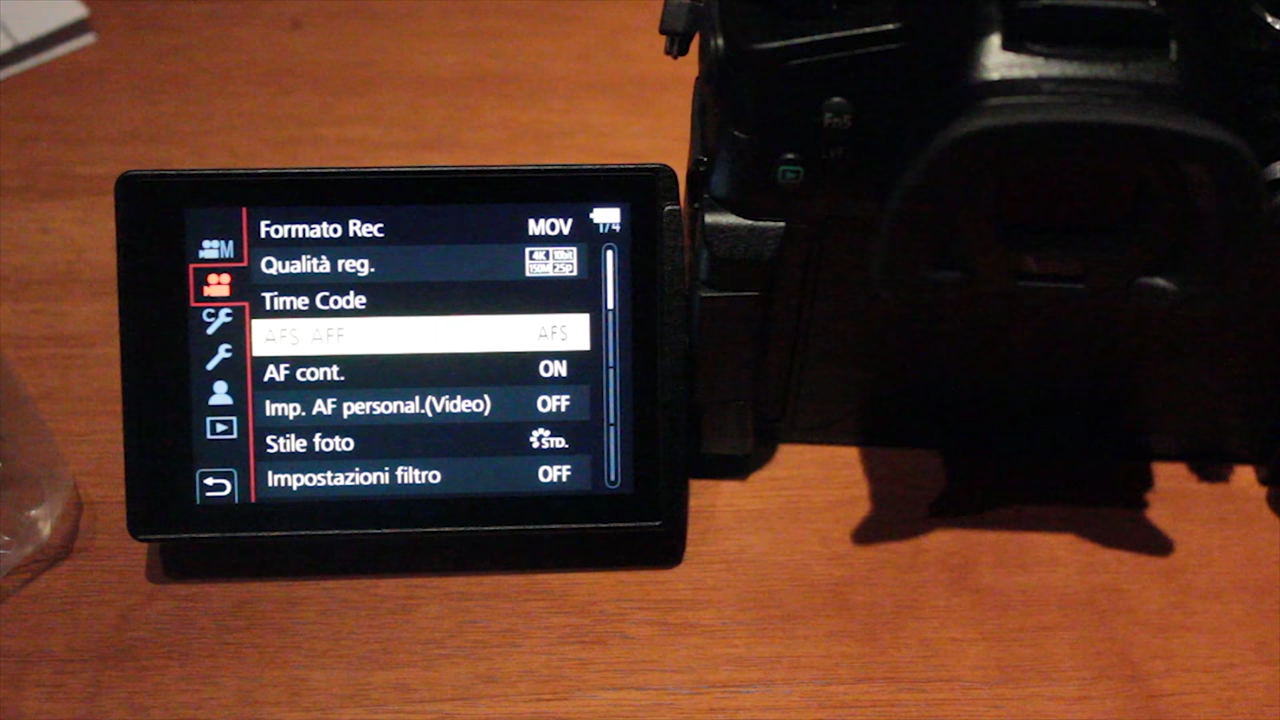 Formato Rec MOV 1/4
M
Qualità reg. 4K 10bit 150M 25p
Time Code
C
AFS AFF AFS
AF cont. ON
Imp. AF personal.(Video) OFF
Stile foto STD.
Impostazioni filtro OFF
Fn5